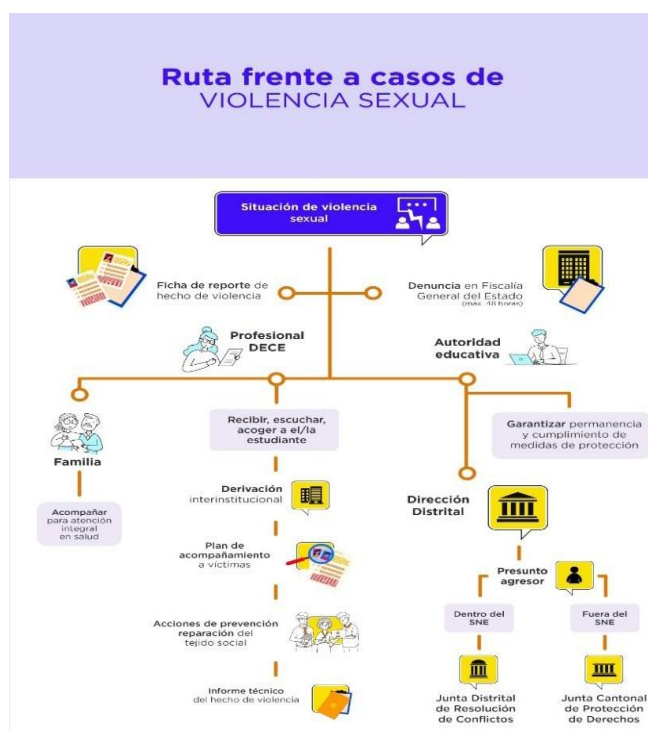 Ruta frente a casos de
VIOLENCIA SEXUAL
Situación de violencia
sexual
Ficha de reporte de
hecho de violencia
Denuncia en Fiscalía
General del Estado
(max. 48 horas)
Profesional
DECE
Autoridad
educativa
Familia
Acompañar
para atención
integral
en salud
Recibir, escuchar,
acoger a el/la
estudiante
Derivación
interinstitucional
Plan de
acompañamiento
a víctimas
Acciones de prevención
reparación del
tejido social
Informe técnico
del hecho de violencia
Garantizar permanencia
y cumplimiento de
medidas de protección
Dirección
Distrital
Presunto
agresor
Dentro del
SNE
Fuera del
SNE
Junta Distrital
de Resolución
de Conflictos
Junta Cantonal
de Protección
de Derechos